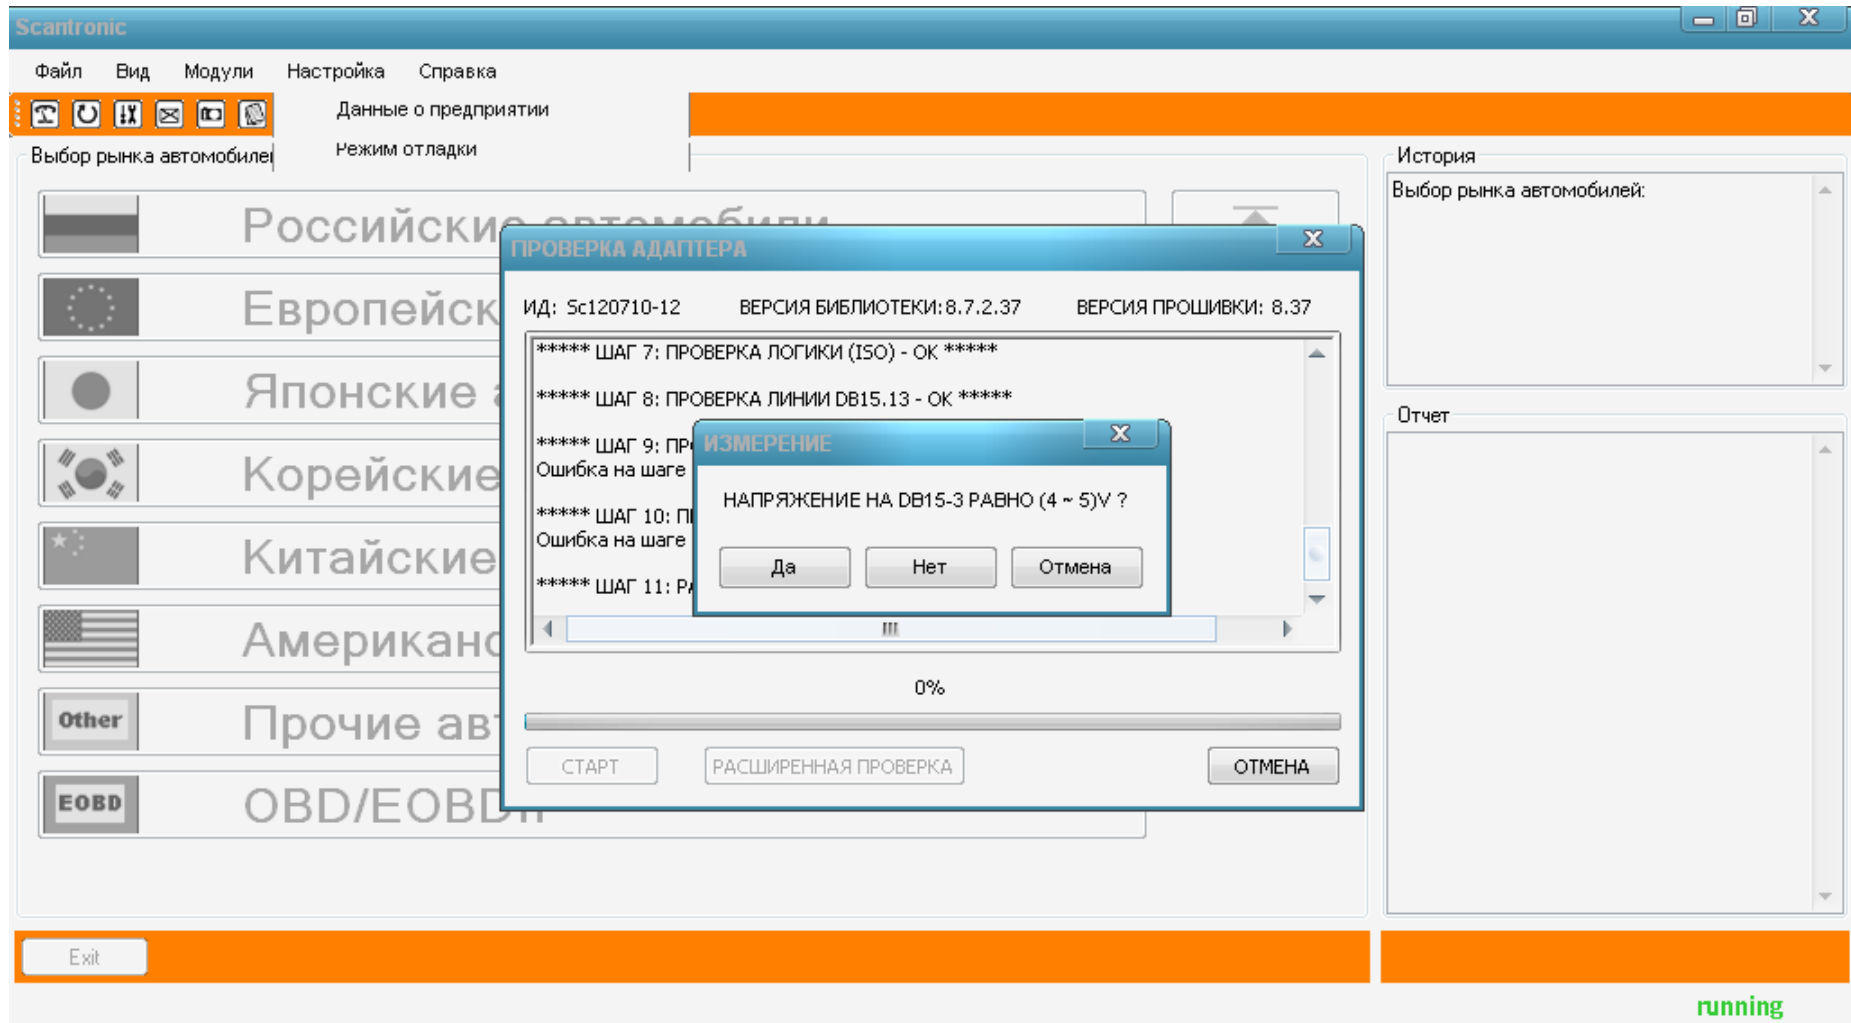 Scantronic
Файл Вид Модули Настройка Справка
Данные о предприятии
Режим отладки
Выбор рынка
Российски
Европейск
Японские
Корейские
Китайские
Other
Прочие
EOBD
OBD/EOBD
Exit
ПРОВЕРКА АДАПТЕРА
ИД: Sc120710-12 ВЕРСИЯ БИБЛИОТЕКИ: 8.7.2.37 ВЕРСИЯ ПРОШИВКИ: 8.37
***** ШАГ 7: ПРОВЕРКА ЛОГИКИ (ISO) - OK *****
***** ШАГ 8: ПРОВЕРКА ЛИНИИ DB15.13 - OK *****
***** ШАГ 9:
Ошибка на шаге
***** ШАГ 10:
Ошибка на шаге
***** ШАГ 11:
ИЗМЕРЕНИЕ
НАПРЯЖЕНИЕ НА DB15-3 РАВНО (4 ~ 5)V ?
Да Нет Отмена
0%
СТАРТ РАСШИРЕННАЯ ПРОВЕРКА ОТМЕНА
История
Выбор рынка автомобилей:
Отчет
running